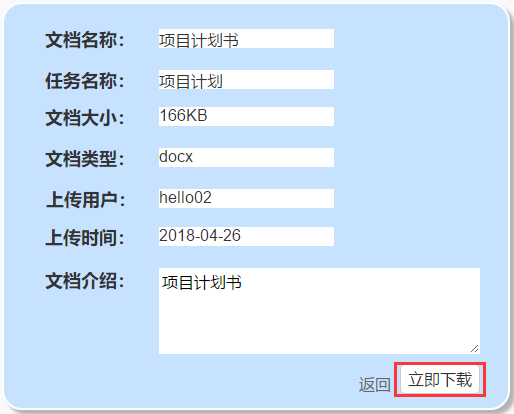 文档名称： 项目计划书
任务名称： 项目计划
文档大小： 166KB
文档类型： docx
上传用户： hello02
上传时间： 2018-04-26
文档介绍： 项目计划书
返回 立即下载